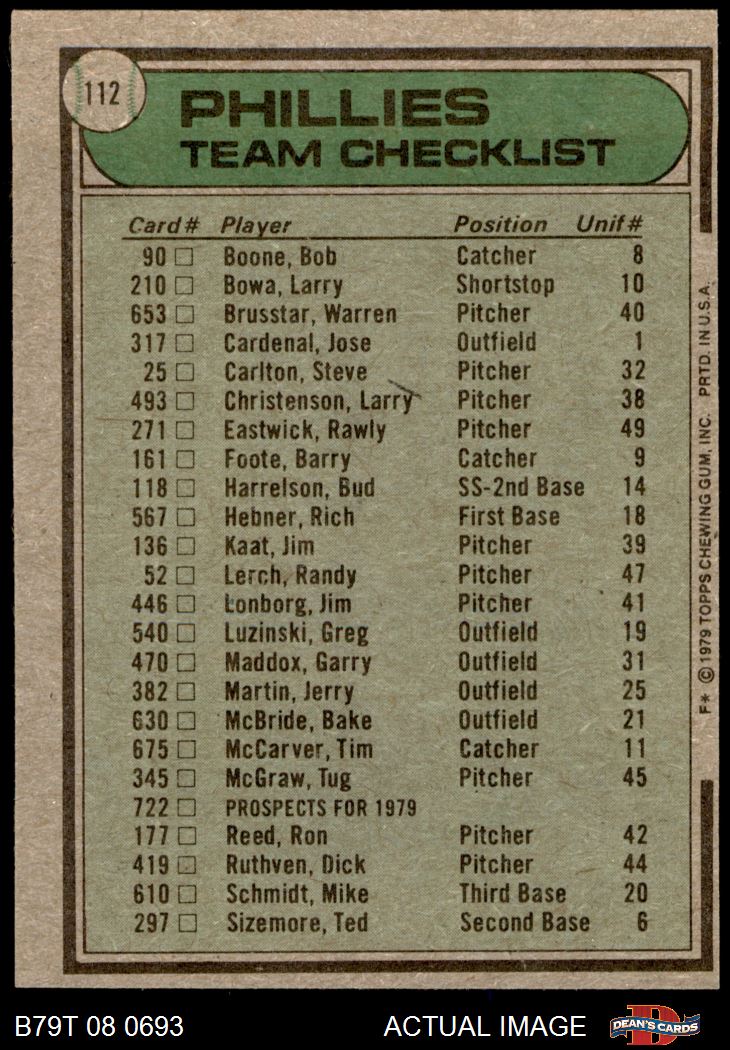 112
PHILLIES
TEAM CHECKLIST
Card # Player Position Unif #
90 Boone, Bob Catcher 8
210 Bowa, Larry Shortstop 10
653 Brusstar, Warren Pitcher 40
317 Cardenal, Jose Outfield 1
25 Carlton, Steve Pitcher 32
493 Christenson, Larry Pitcher 38
271 Eastwick, Rawly Pitcher 49
161 Foote, Barry Catcher 9
118 Harrelson, Bud SS-2nd Base 14
567 Hebner, Rich First Base 18
136 Kaat, Jim Pitcher 39
52 Lerch, Randy Pitcher 47
446 Lonborg, Jim Pitcher 41
540 Luzinski, Greg Outfield 19
470 Maddox, Garry Outfield 31
382 Martin, Jerry Outfield 25
630 McBride, Bake Outfield 21
675 McCarver, Tim Catcher 11
345 McGraw, Tug Pitcher 45
722 PROSPECTS FOR 1979
177 Reed, Ron Pitcher 42
419 Ruthven, Dick Pitcher 44
610 Schmidt, Mike Third Base 20
297 Sizemore, Ted Second Base 6
F* © 1979 TOPPS CHEWING GUM, INC. PRTD. IN U.S.A.
B79T 08 0693 ACTUAL IMAGE
D
DEAN'S CARDS